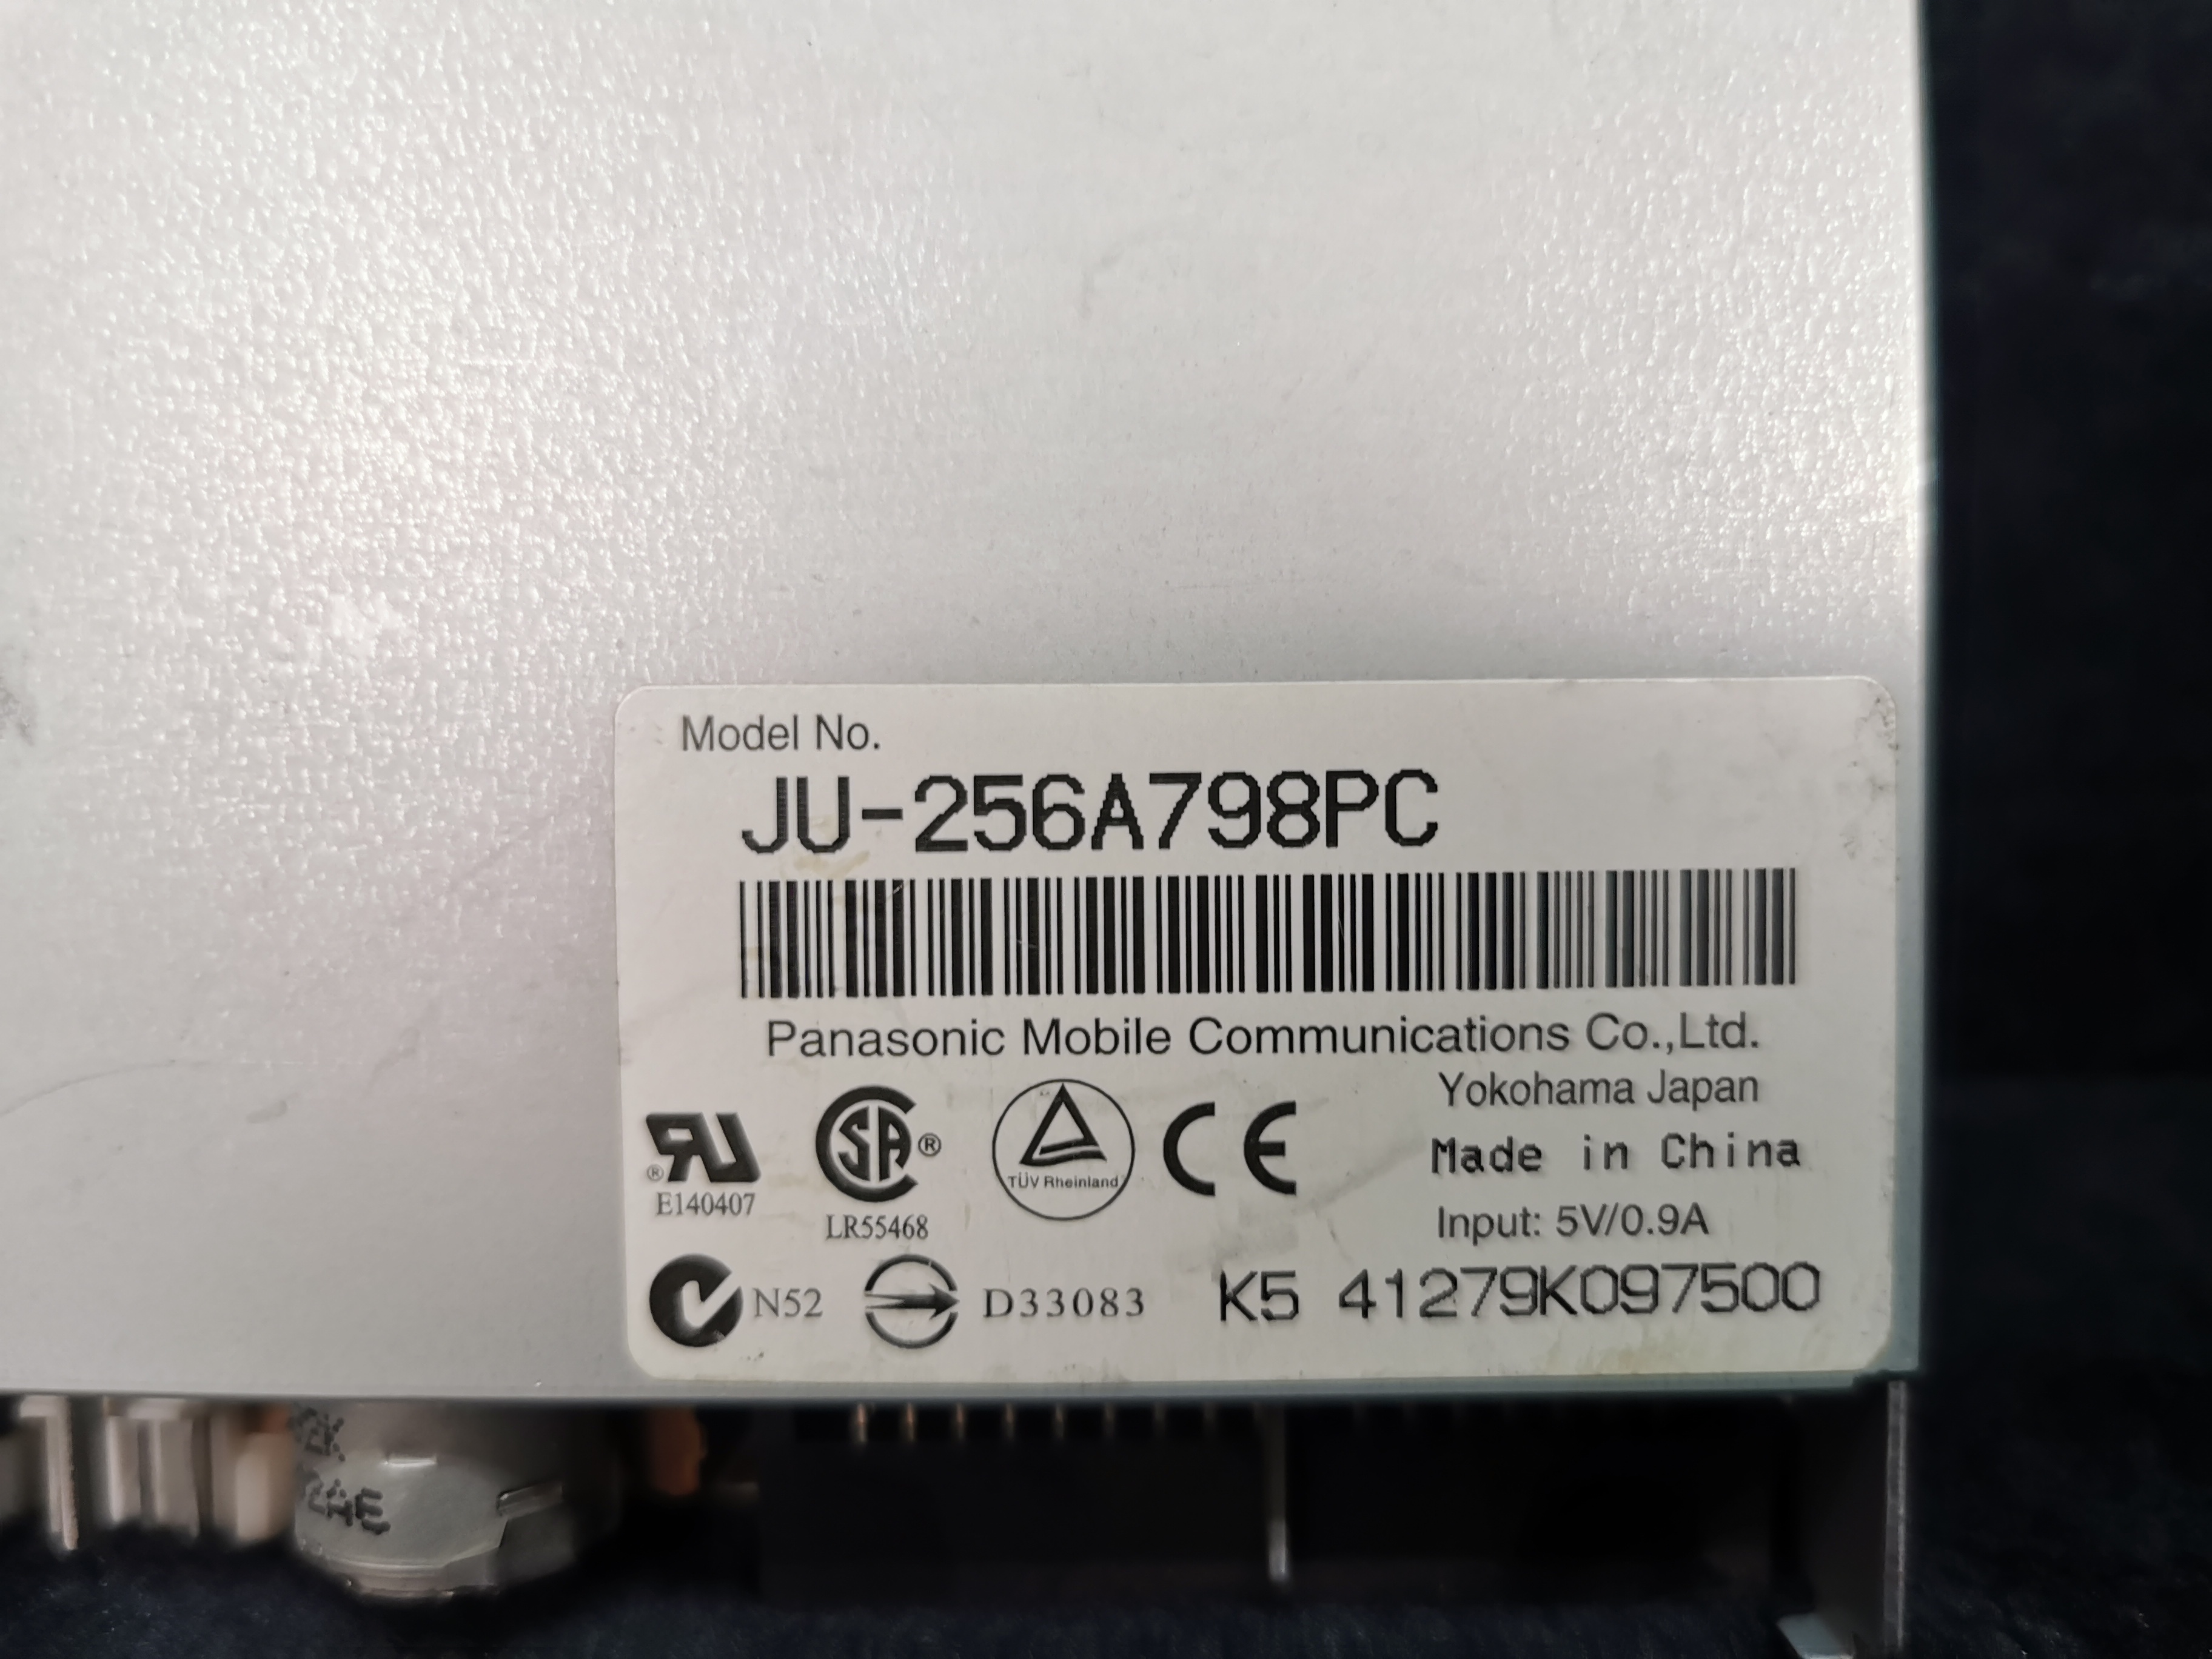 Model No.
JU-256A798PC
Panasonic Mobile Communications Co.,Ltd.
Yokohama Japan
Made in China
Input: 5V/0.9A
® ®
TÜV Rheinland
CE
E140407
LR55468
N52 D33083 K5 41279K097500